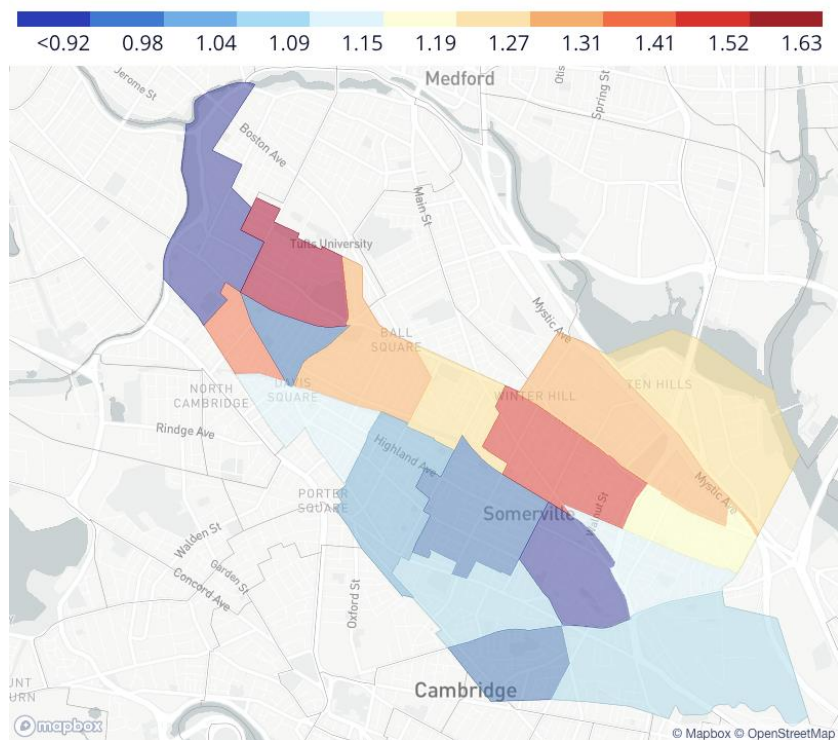 <0.92 0.98 1.04 1.09 1.15 1.19 1.27 1.31 1.41 1.52 1.63
Jerome St
Medford
Otis
Spring St
Boston Ave
Main St
Tufts University
Mystic Ave
BALL
SQUARE
NORTH
CAMBRIDGE
DAVIS
SQUARE
WINTER HILL
TEN HILLS
Rindge Ave
Highland Ave
Mystic Ave
PORTER
SQUARE
Somerville
Walnut St
Walden St
Garden St
Concord Ave
Oxford St
Cambridge
UNT
URN
mapbox
© Mapbox © OpenStreetMap